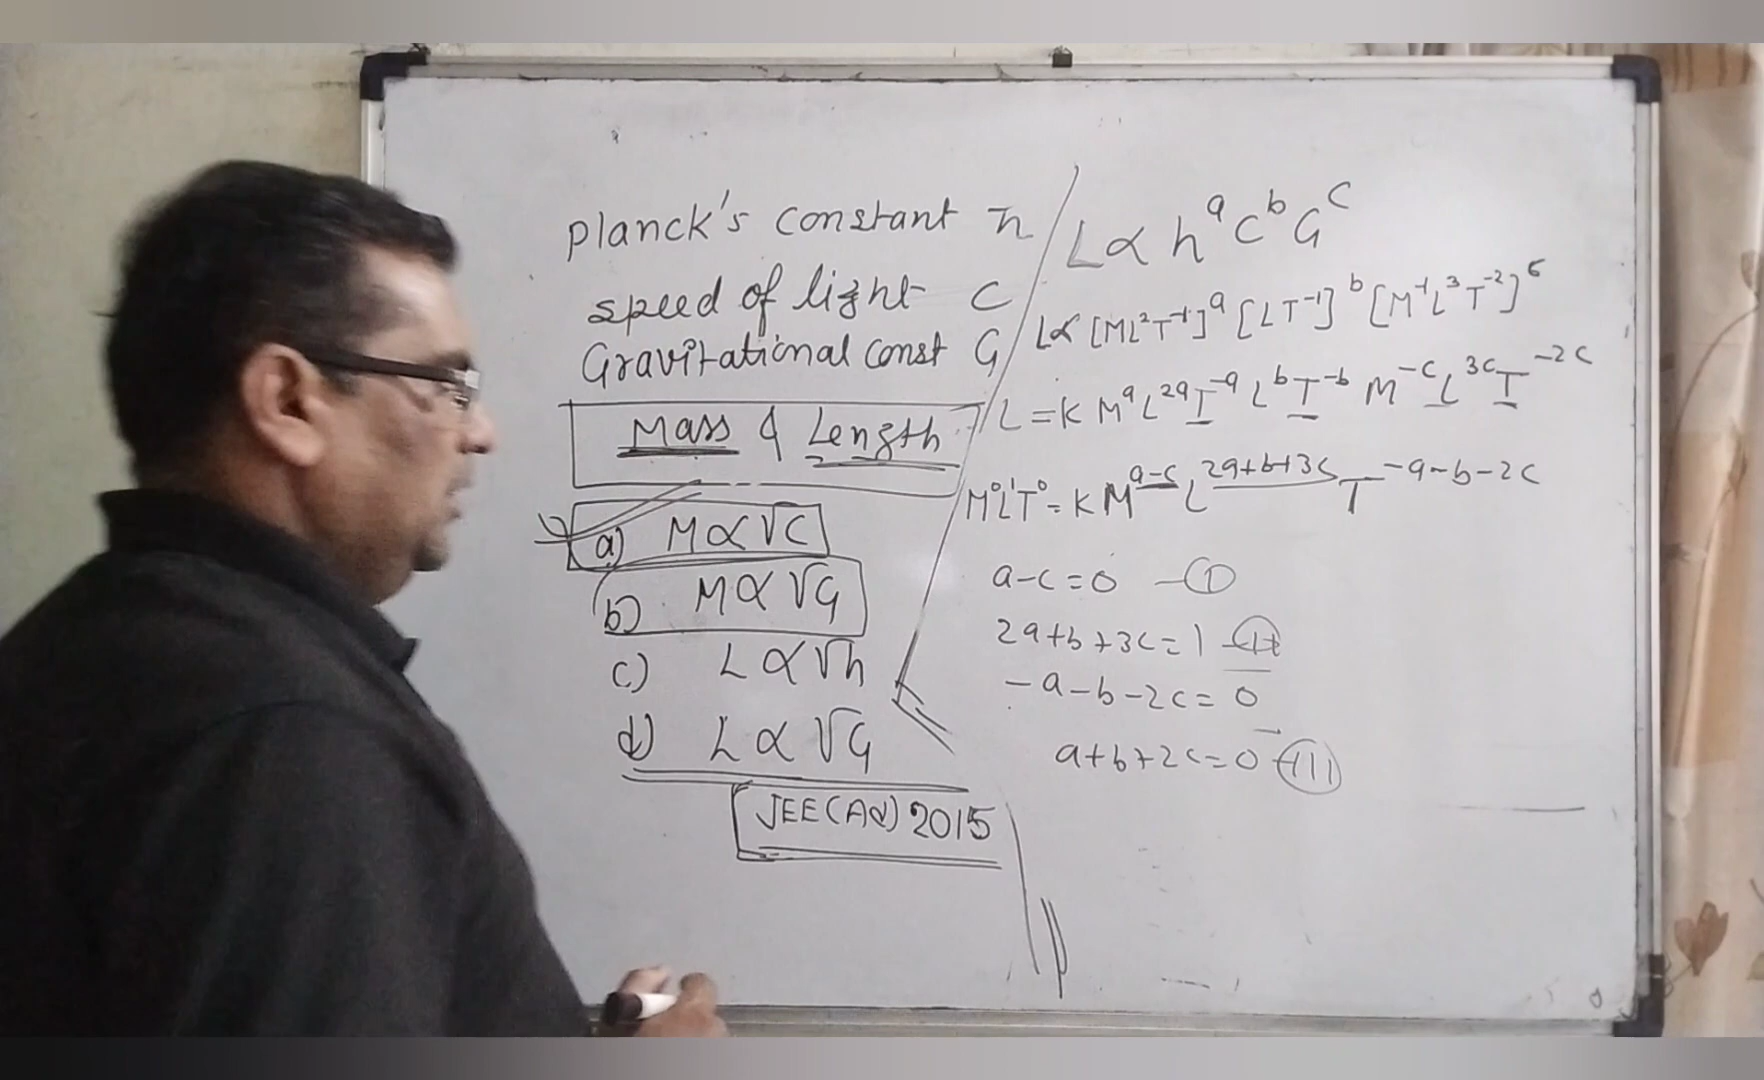 Planck's constant h
speed of light c
Gravitational const G
Mass & Length
a) M∝√C
b) M∝√G
c) L∝√h
d) L∝√G
JEE(Ad) 2015
L∝ h^a C^b G^c
L∝ [ML²T⁻¹]^a [LT⁻¹]^b [M⁻¹L³T⁻²]^c
L = K M^a L^2a T^-a L^b T^-b M^-c L^3c T^-2c
M⁰L¹T⁰ = K M^a-c L^2a+b+3c T^-a-b-2c
a-c=0 -(I)
2a+b+3c=1 -(II)
-a-b-2c=0
a+b+2c=0 -(III)